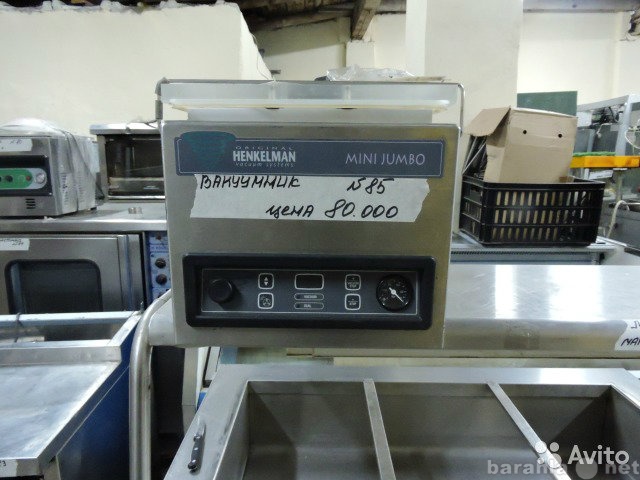 ORIGINAL
HENKELMAN
vacuum systems
MINI JUMBO
ВАКУУМНИК №85
цена 80.000
Avito
baraholka.net